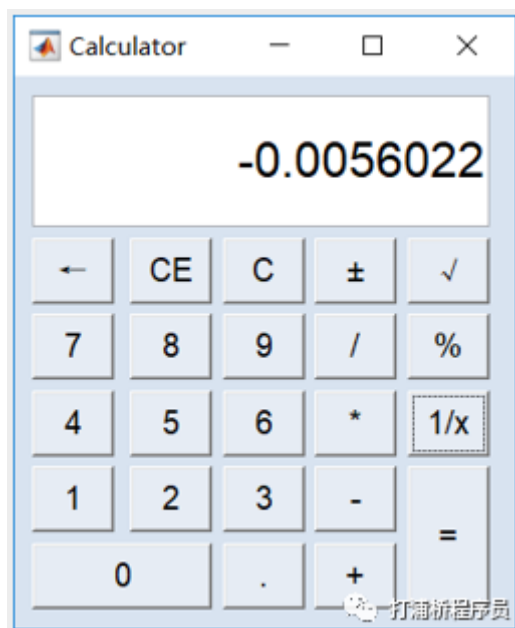 Calculator
-0.0056022
← CE C ± √
7 8 9 / %
4 5 6 * 1/x
1 2 3 -
=
0 . +
打浦桥程序员